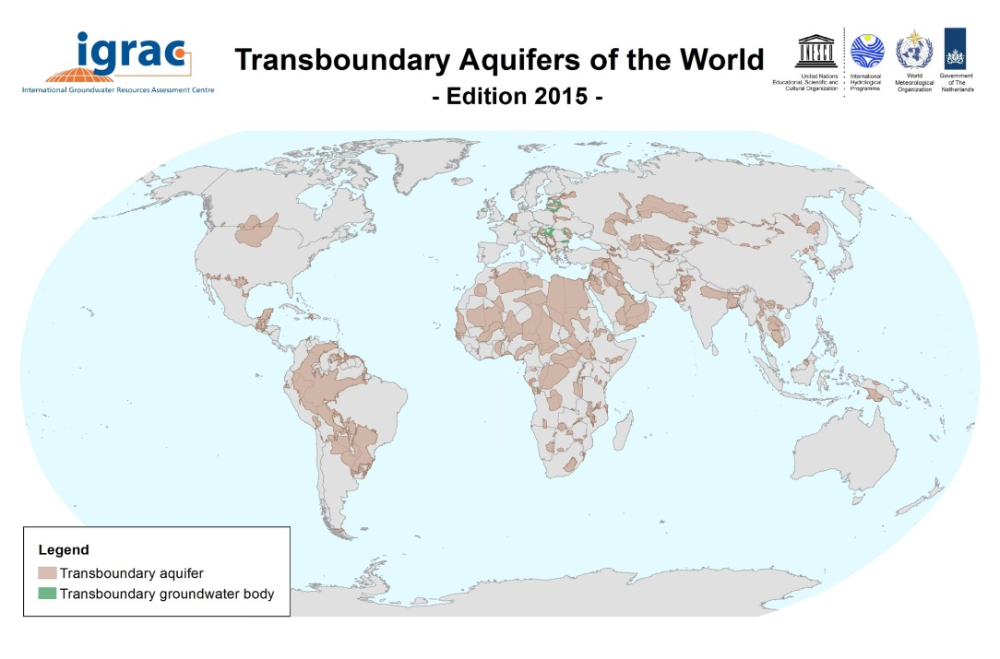 igrac
International Groundwater Resources Assessment Centre
Transboundary Aquifers of the World
- Edition 2015 -
UNESCO
United Nations
Educational, Scientific and
Cultural Organization
International
Hydrological
Programme
World
Meteorological
Organization
Government
of The
Netherlands
Legend
Transboundary aquifer
Transboundary groundwater body